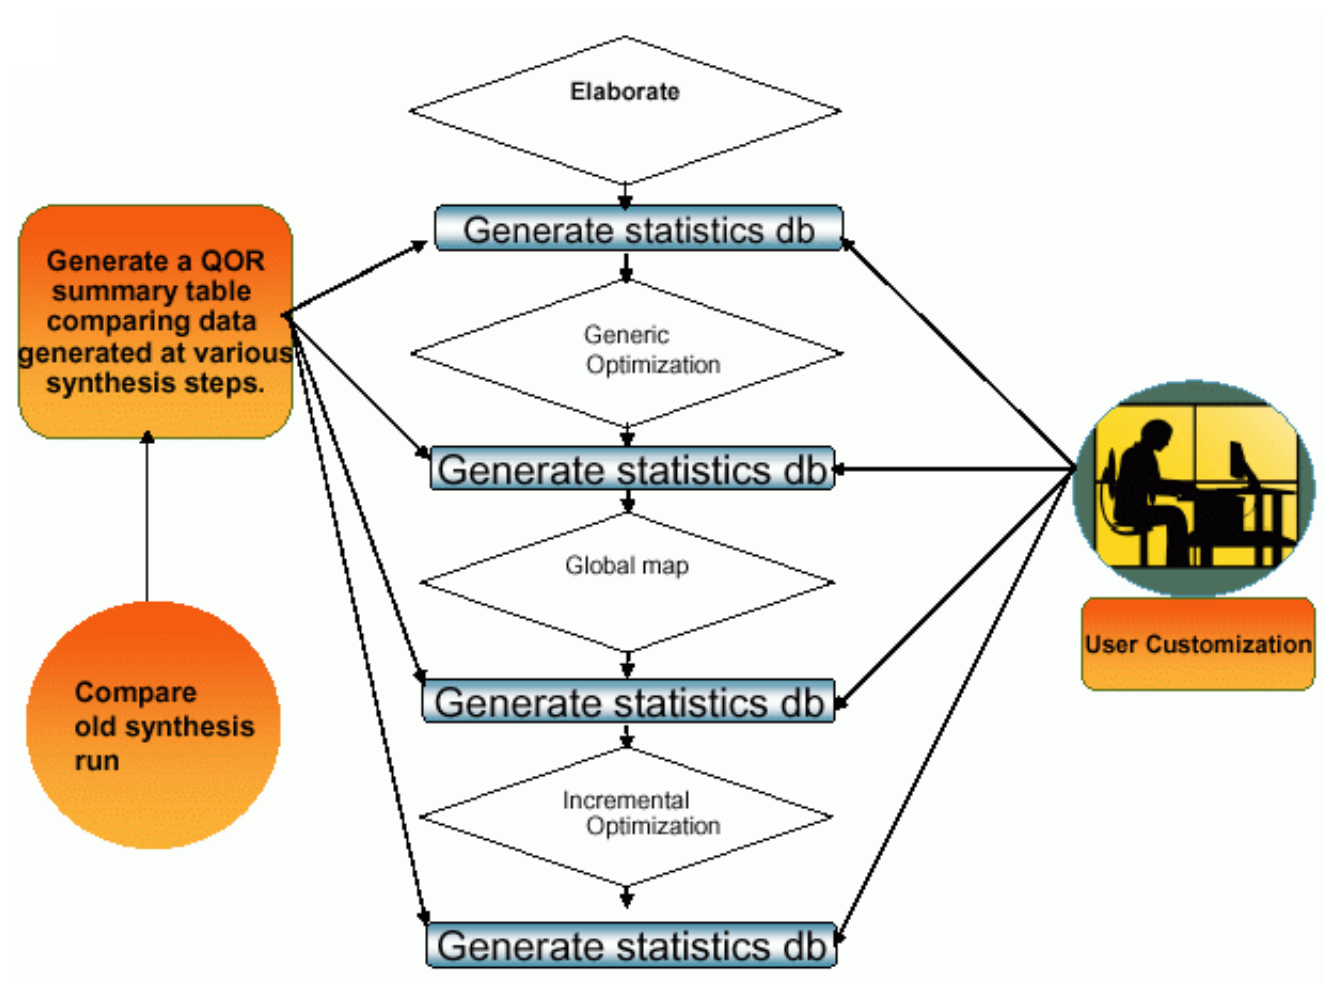 Elaborate
Generate statistics db
Generate a QOR
summary table
comparing data
generated at various
synthesis steps.
Generic
Optimization
Generate statistics db
Global map
User Customization
Compare
old synthesis
run
Generate statistics db
Incremental
Optimization
Generate statistics db